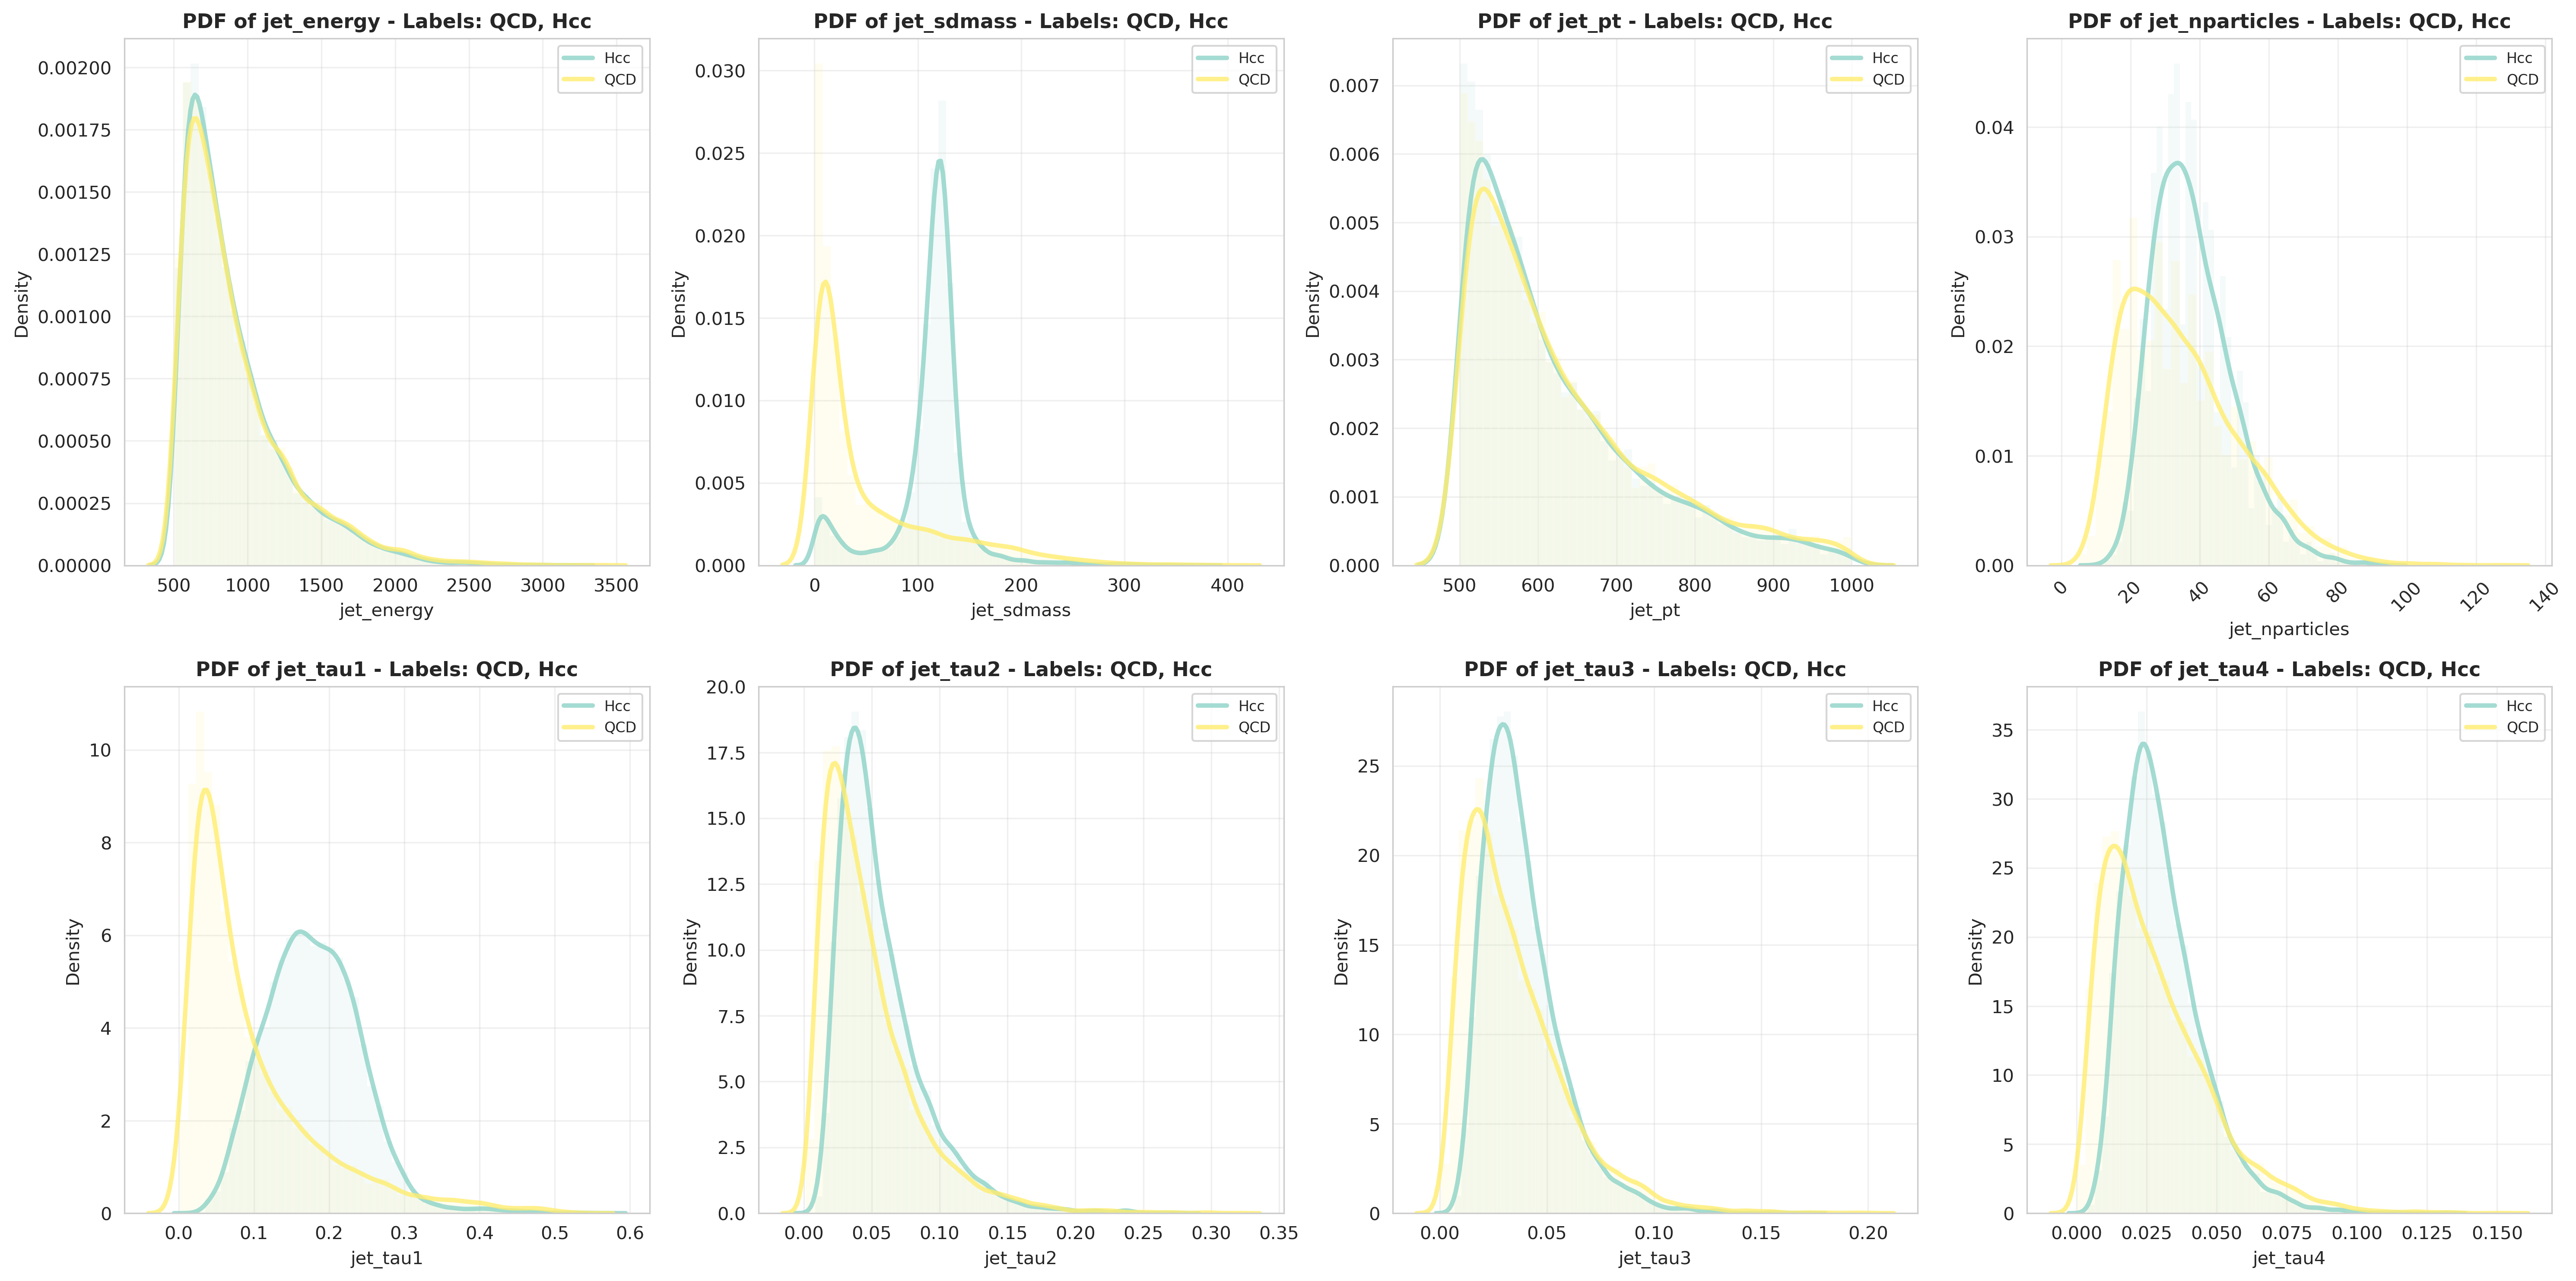 PDF of jet_energy - Labels: QCD, Hcc
Hcc
QCD
0.00200
0.00175
0.00150
0.00125
0.00100
0.00075
0.00050
0.00025
0.00000
Density
500 1000 1500 2000 2500 3000 3500
jet_energy
PDF of jet_sdmass - Labels: QCD, Hcc
Hcc
QCD
0.030
0.025
0.020
0.015
0.010
0.005
0.000
Density
0 100 200 300 400
jet_sdmass
PDF of jet_pt - Labels: QCD, Hcc
Hcc
QCD
0.007
0.006
0.005
0.004
0.003
0.002
0.001
0.000
Density
500 600 700 800 900 1000
jet_pt
PDF of jet_nparticles - Labels: QCD, Hcc
Hcc
QCD
0.04
0.03
0.02
0.01
0.00
Density
0 20 40 60 80 100 120 140
jet_nparticles
PDF of jet_tau1 - Labels: QCD, Hcc
Hcc
QCD
10
8
6
4
2
0
Density
0.0 0.1 0.2 0.3 0.4 0.5 0.6
jet_tau1
PDF of jet_tau2 - Labels: QCD, Hcc
Hcc
QCD
20.0
17.5
15.0
12.5
10.0
7.5
5.0
2.5
0.0
Density
0.00 0.05 0.10 0.15 0.20 0.25 0.30 0.35
jet_tau2
PDF of jet_tau3 - Labels: QCD, Hcc
Hcc
QCD
25
20
15
10
5
0
Density
0.00 0.05 0.10 0.15 0.20
jet_tau3
PDF of jet_tau4 - Labels: QCD, Hcc
Hcc
QCD
35
30
25
20
15
10
5
0
Density
0.000 0.025 0.050 0.075 0.100 0.125 0.150
jet_tau4